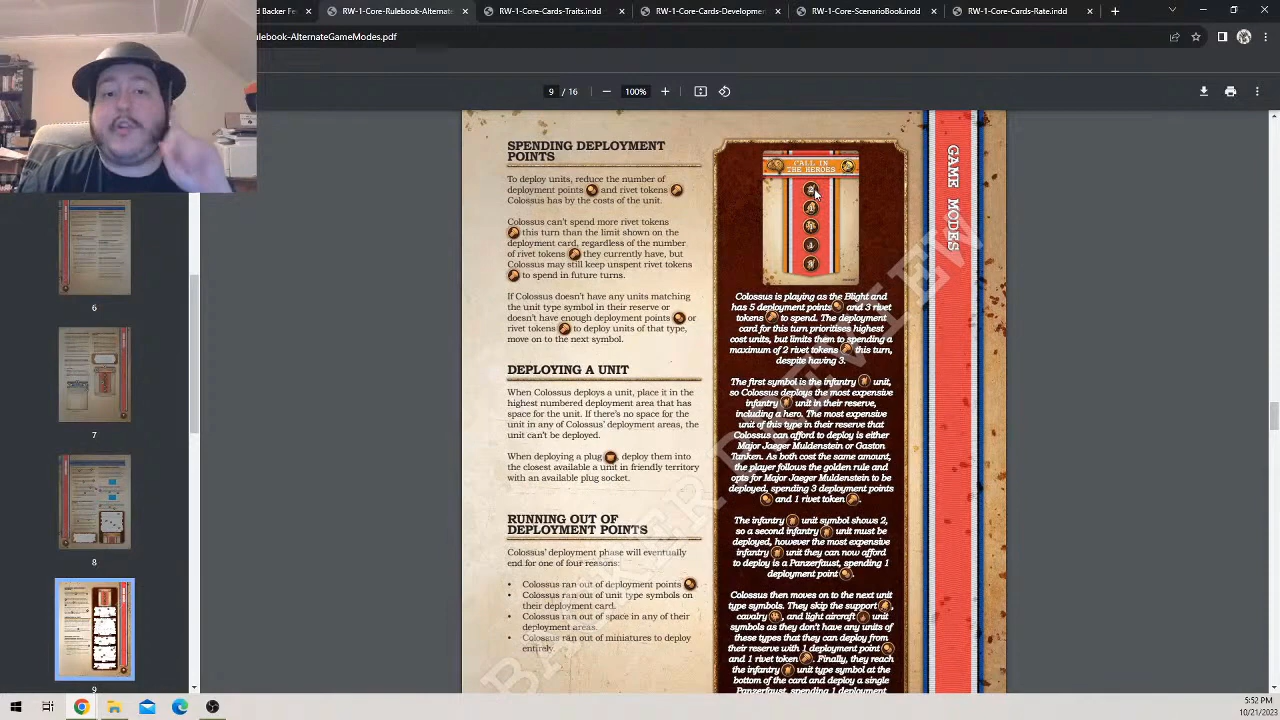 d Backer Fe
RW-1-Core-Rulebook-Alternate
RW-1-Core-Cards-Traits.indd
RW-1-Core-Cards-Developmen
RW-1-Core-ScenarioBook.indd
RW-1-Core-Cards-Rate.indd
ulebook-AlternateGameModes.pdf
9 / 16
100%
6
7
8
9
SPENDING DEPLOYMENT
POINTS
To deploy units, reduce the number of
deployment points and rivet tokens
Colossus has by the costs of the unit.
Colossus can't spend more rivet tokens
this turn than the limit shown on the
deployment card, regardless of the number
of rivet tokens they currently have, but
Colossus may still keep unspent rivet tokens
to spend in future turns.
If Colossus doesn't have any units matching
the unit type symbol in their reserve or
doesn't have enough deployment points or
rivet tokens to deploy units of that type,
move on to the next symbol.
DEPLOYING A UNIT
When Colossus deploys a unit, place it in the
highest numbered deployment area that has
space for the unit. If there's no space for the
unit in any of Colossus' deployment areas, the
unit can't be deployed.
When deploying a plug , deploy them into
the closest available a unit in friendly territory
with an available plug socket.
RUNNING OUT OF
DEPLOYMENT POINTS
Colossus' deployment phase will eventually
end for one of four reasons:
Colossus ran out of deployment points
Colossus ran out of unit type symbols on
their deployment card.
Colossus ran out of place in any of their
deployment areas.
Colossus ran out of miniatures to deploy
entirely.
CALL IN
THE HEROES
Colossus is playing as the Blight and
has 5 deployment points and 3 rivet
tokens to spend. The deployment
card for this turn prioritises highest
cost units, but limits them to spending a
maximum of 2 rivet tokens this turn,
despite having 3.
The first symbol is the infantry unit,
so Colossus deploys the most expensive
infantry unit in their reserve
including a hero. The most expensive
unit of this type in their reserve that
Colossus can afford to deploy is either
Major Jaeger Muldenstein or Gaston
Tanken. As both cost the same amount,
the player follows the golden rule and
opts for Major Jaeger Muldenstein to be
deployed. Spending 3 deployment points
and 1 rivet token
The infantry unit symbol shows 2,
so a second infantry unit must be
deployed, however the most expensive
infantry unit they can now afford
to deploy is a Panzerfaust, spending 1
deployment point
Colossus then moves on to the next unit
type symbol and skip the support ,
cavalry and light aircraft
symbols as they don't have any units of
these types that they can deploy from
their reserve with 1 deployment point
and 1 rivet token . Finally, they reach
the infantry unit type symbol at the
bottom of the card and deploy a single
Panzerfaust, spending 1 deployment
GAME MODES
5:52 PM
10/21/2023